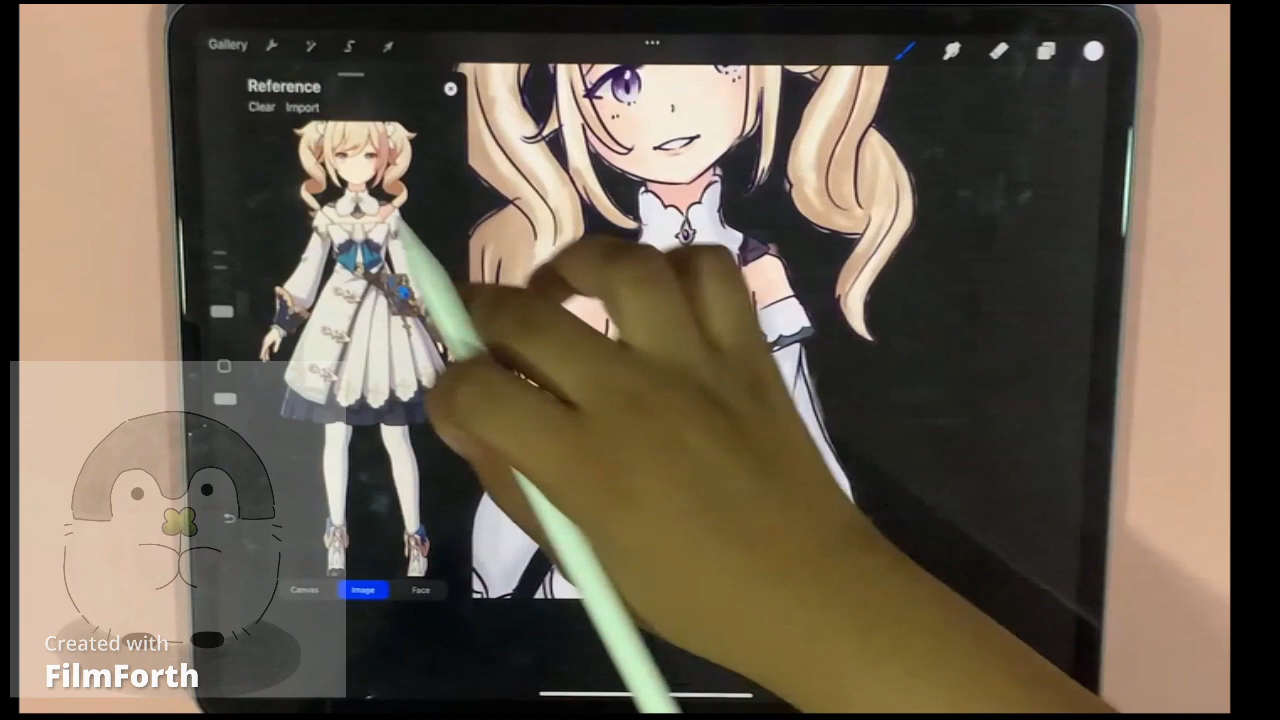 Gallery
Reference
Clear Import
Canvas Image Face
Created with
FilmForth